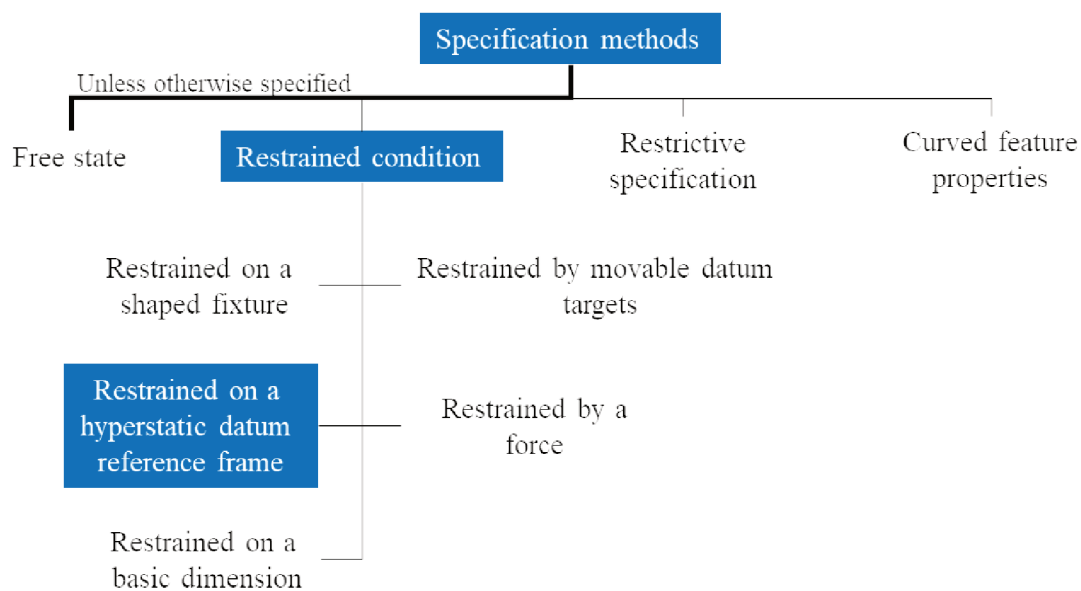 Specification methods
Unless otherwise specified
Free state
Restrained condition
Restrictive
specification
Curved feature
properties
Restrained on a
shaped fixture
Restrained by movable datum
targets
Restrained on a
hyperstatic datum
reference frame
Restrained by a
force
Restrained on a
basic dimension